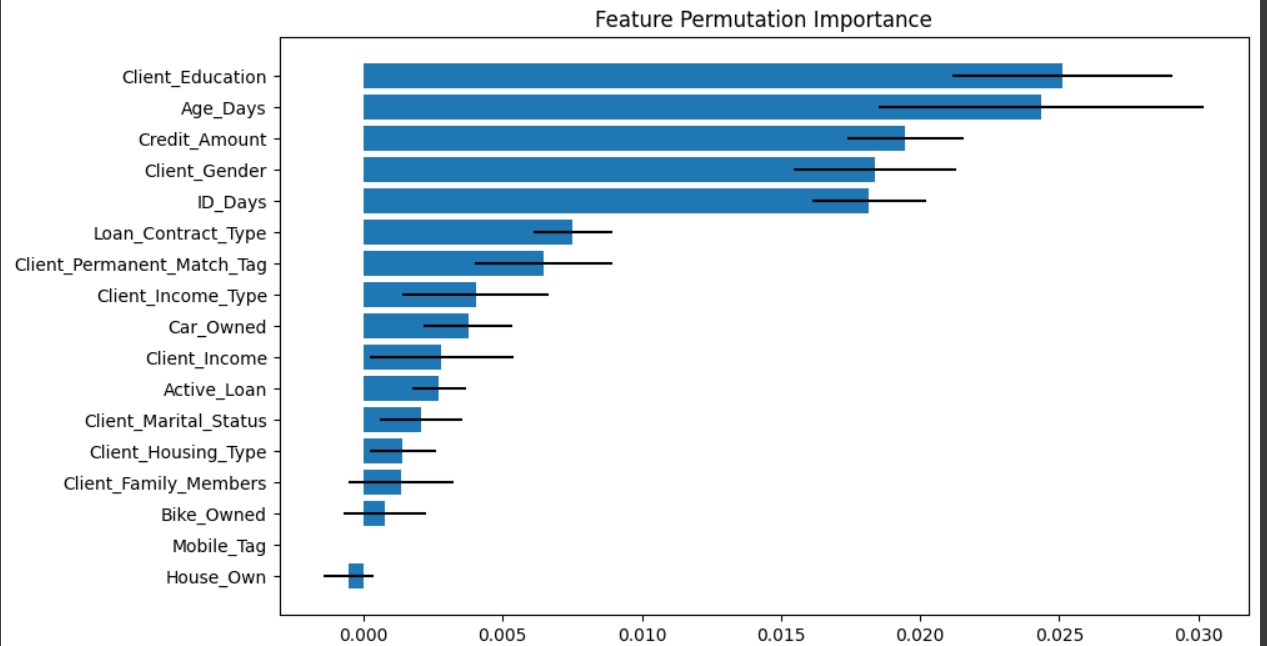 Feature Permutation Importance
Client_Education
Age_Days
Credit_Amount
Client_Gender
ID_Days
Loan_Contract_Type
Client_Permanent_Match_Tag
Client_Income_Type
Car_Owned
Client_Income
Active_Loan
Client_Marital_Status
Client_Housing_Type
Client_Family_Members
Bike_Owned
Mobile_Tag
House_Own
0.000 0.005 0.010 0.015 0.020 0.025 0.030